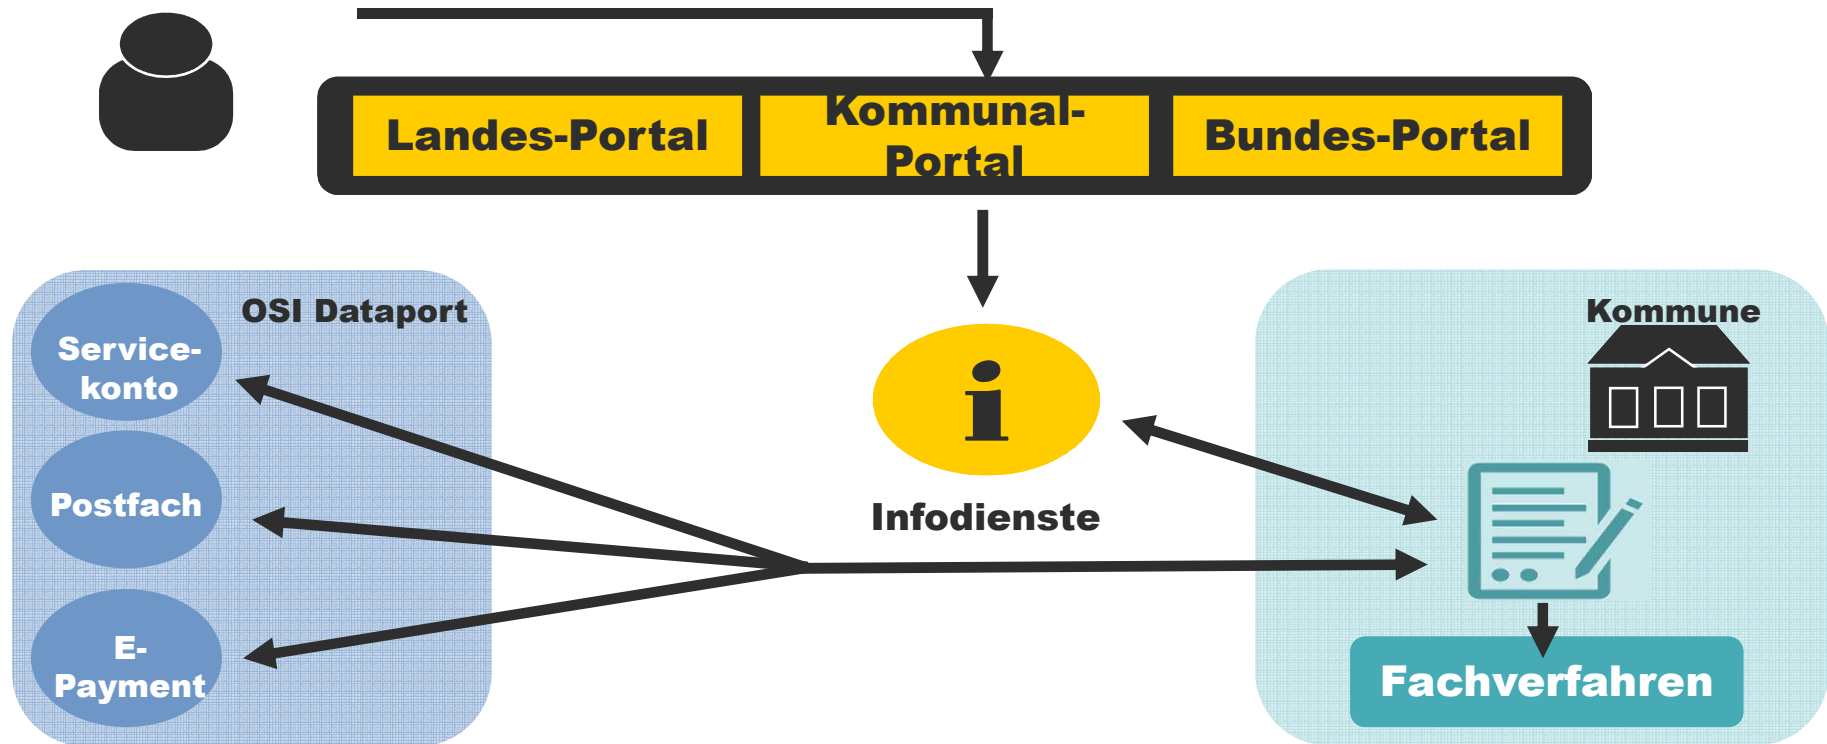 Landes-Portal
Kommunal-
Portal
Bundes-Portal
OSI Dataport
Service-
konto
Postfach
E-
Payment
i
Infodienste
Kommune
Fachverfahren